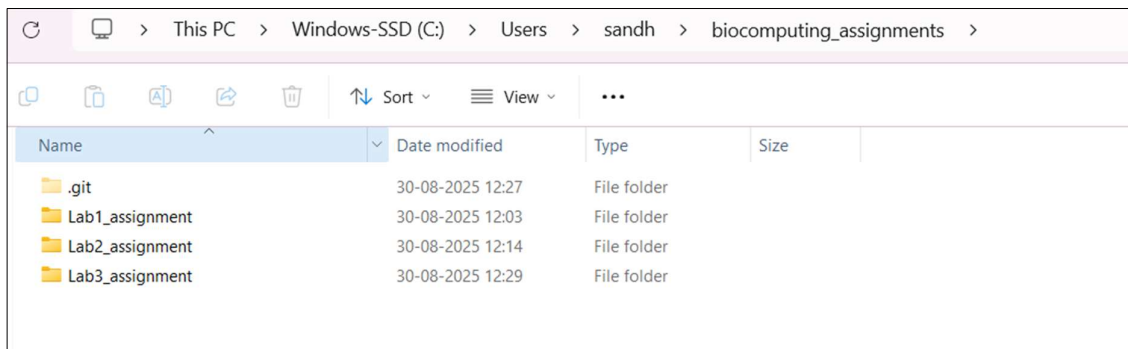 This PC > Windows-SSD (C:) > Users > sandh > biocomputing_assignments >
Sort View ...
Name Date modified Type Size
.git 30-08-2025 12:27 File folder
Lab1_assignment 30-08-2025 12:03 File folder
Lab2_assignment 30-08-2025 12:14 File folder
Lab3_assignment 30-08-2025 12:29 File folder